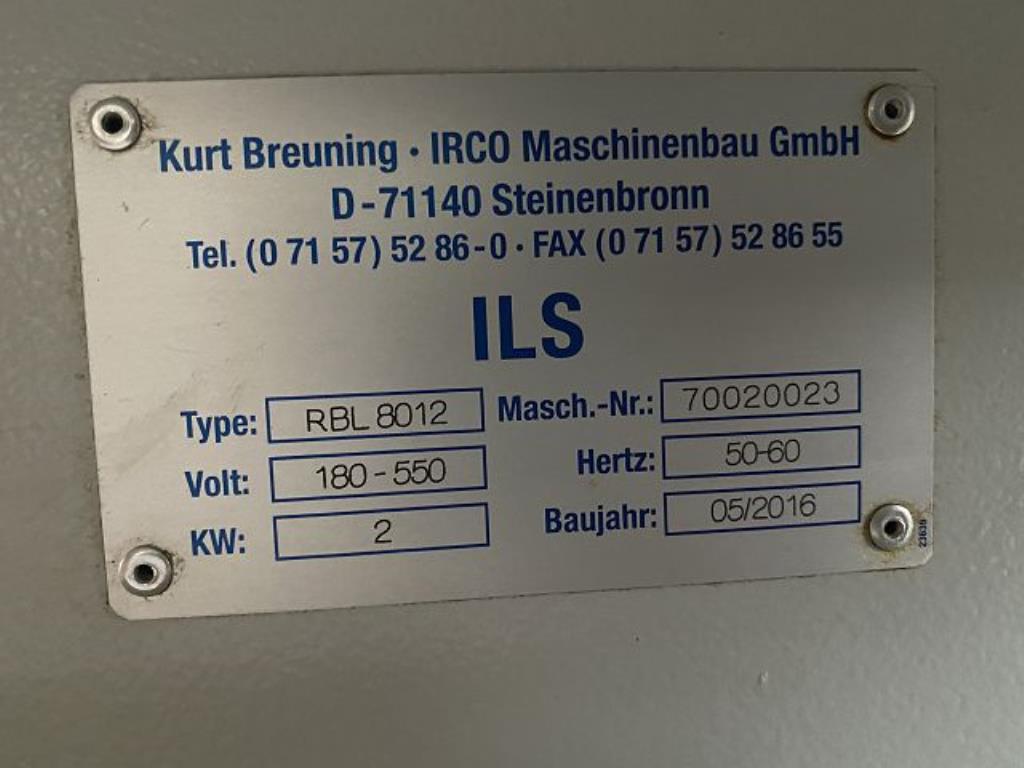 Kurt Breuning · IRCO Maschinenbau GmbH
D-71140 Steinenbronn
Tel. (0 71 57) 52 86-0 · FAX (0 71 57) 52 86 55
ILS
Type: RBL 8012 Masch.-Nr.: 70020023
Volt: 180-550 Hertz: 50-60
KW: 2 Baujahr: 05/2016